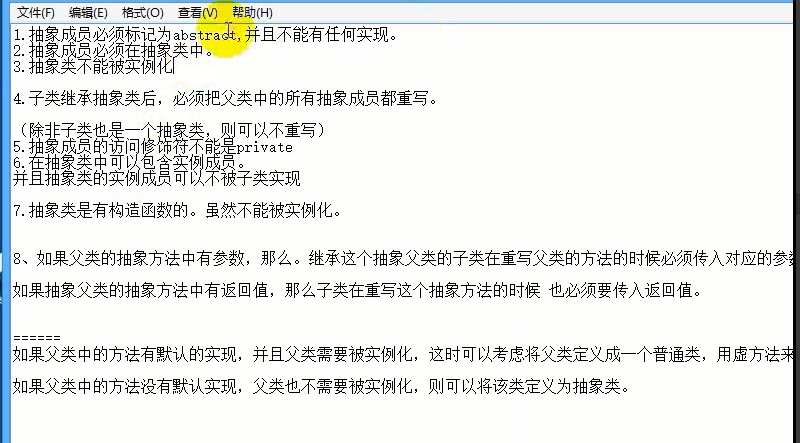 文件(F) 编辑(E) 格式(O) 查看(V) 帮助(H)
1.抽象成员必须标记为abstract,并且不能有任何实现。
2.抽象成员必须在抽象类中。
3.抽象类不能被实例化
4.子类继承抽象类后，必须把父类中的所有抽象成员都重写。
（除非子类也是一个抽象类，则可以不重写）
5.抽象成员的访问修饰符不能是private
6.在抽象类中可以包含实例成员。
并且抽象类的实例成员可以不被子类实现
7.抽象类是有构造函数的。虽然不能被实例化。
8、如果父类的抽象方法中有参数，那么。继承这个抽象父类的子类在重写父类的方法的时候必须传入对应的参数
如果抽象父类的抽象方法中有返回值，那么子类在重写这个抽象方法的时候 也必须要传入返回值。
======
如果父类中的方法有默认的实现，并且父类需要被实例化，这时可以考虑将父类定义成一个普通类，用虚方法来
如果父类中的方法没有默认实现，父类也不需要被实例化，则可以将该类定义为抽象类。